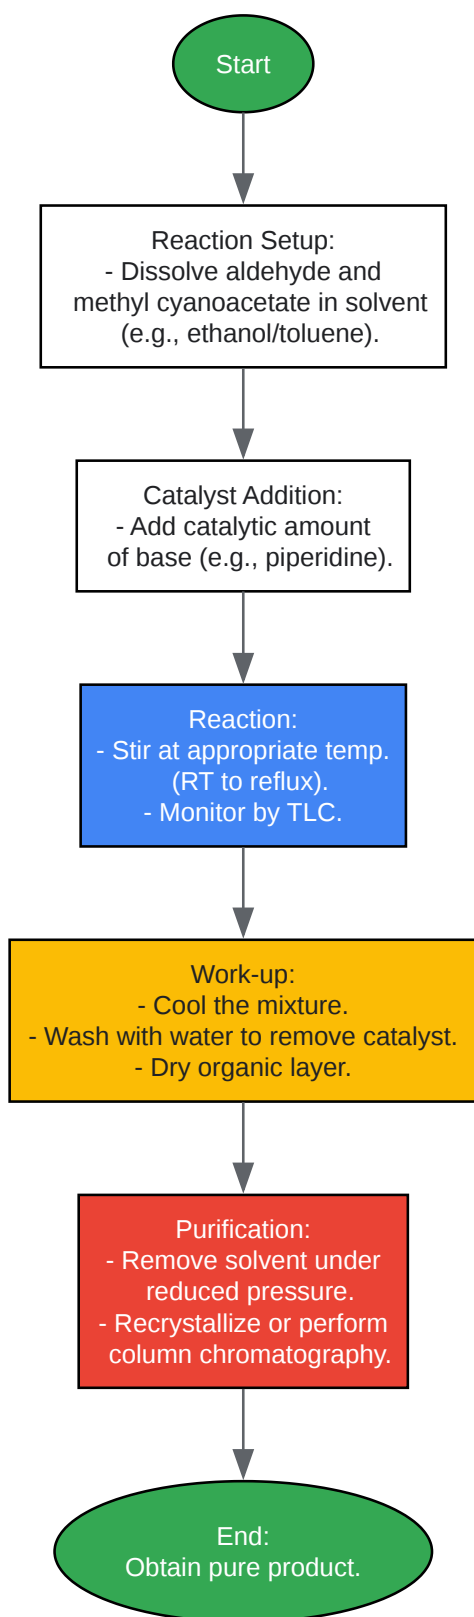 Start
Reaction Setup:
- Dissolve aldehyde and
methyl cyanoacetate in solvent
(e.g., ethanol/toluene).
Catalyst Addition:
- Add catalytic amount
of base (e.g., piperidine).
Reaction:
- Stir at appropriate temp.
(RT to reflux).
- Monitor by TLC.
Work-up:
- Cool the mixture.
- Wash with water to remove catalyst.
- Dry organic layer.
Purification:
- Remove solvent under
reduced pressure.
- Recrystallize or perform
column chromatography.
End:
Obtain pure product.